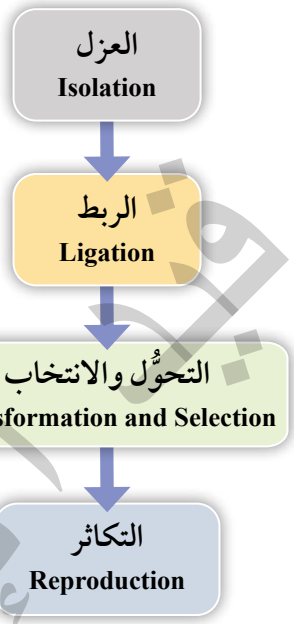 العزل
Isolation
الربط
Ligation
التحوُّل والانتخاب
sformation and Selection
التكاثر
Reproduction